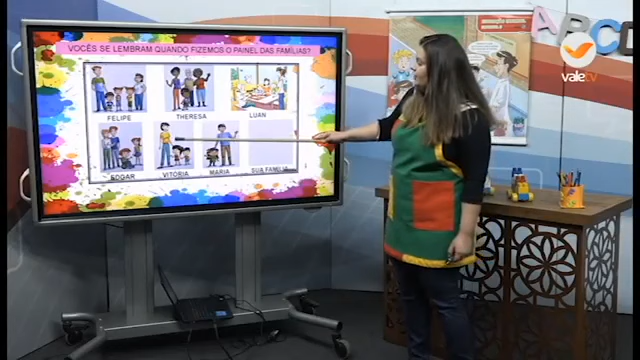 VOCÊS SE LEMBRAM QUANDO FIZEMOS O PAINEL DAS FAMÍLIAS?
FELIPE THERESA LUAN
EDGAR VITÓRIA MARIA SUA FAMÍLIA
ABC
vale tv